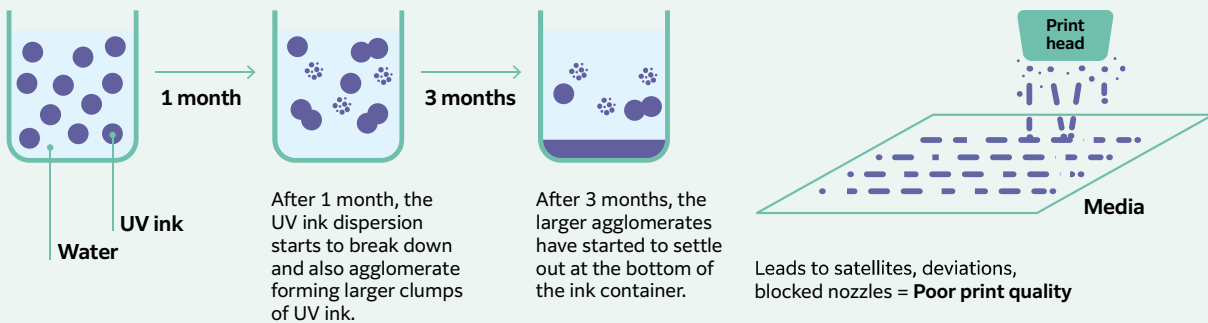 1 month
3 months
UV ink
Water
After 1 month, the
UV ink dispersion
starts to break down
and also agglomerate
forming larger clumps
of UV ink.
After 3 months, the
larger agglomerates
have started to settle
out at the bottom of
the ink container.
Print
head
Media
Leads to satellites, deviations,
blocked nozzles = Poor print quality